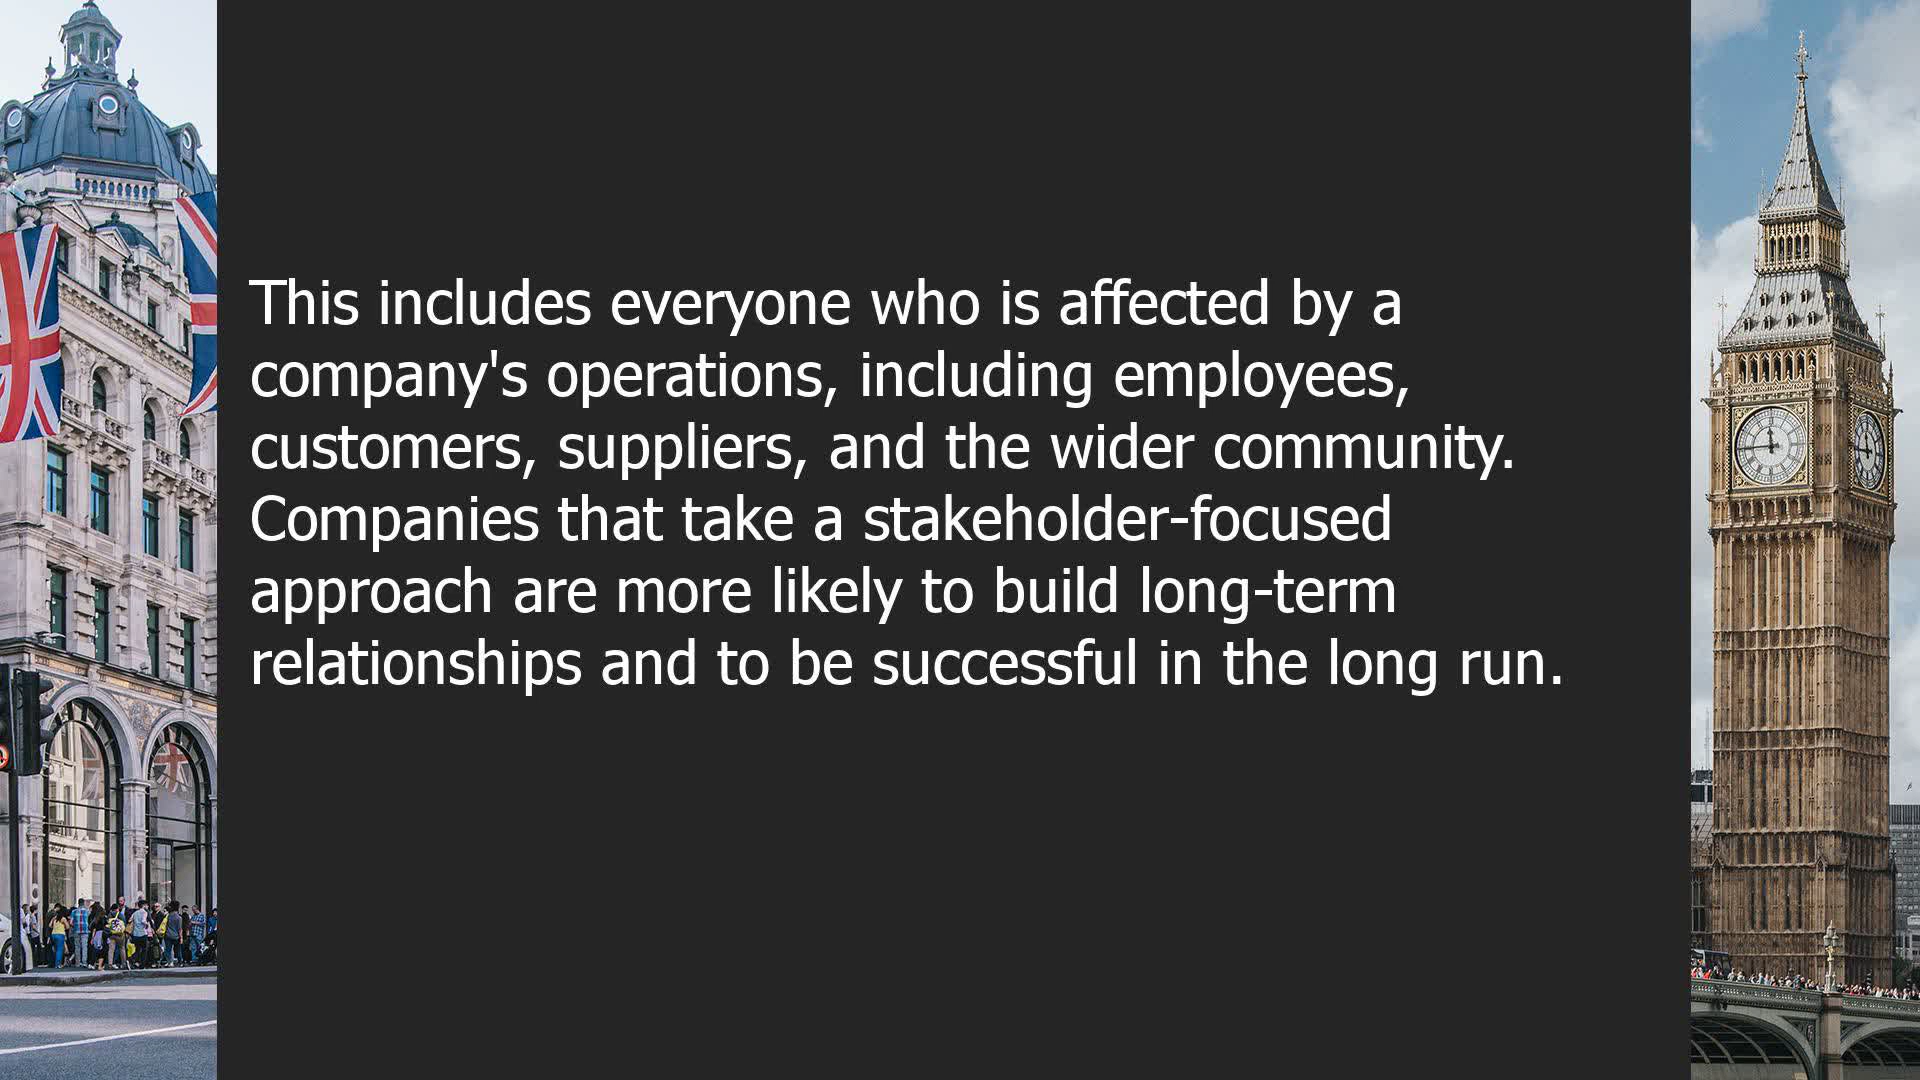 This includes everyone who is affected by a
company's operations, including employees,
customers, suppliers, and the wider community.
Companies that take a stakeholder-focused
approach are more likely to build long-term
relationships and to be successful in the long run.